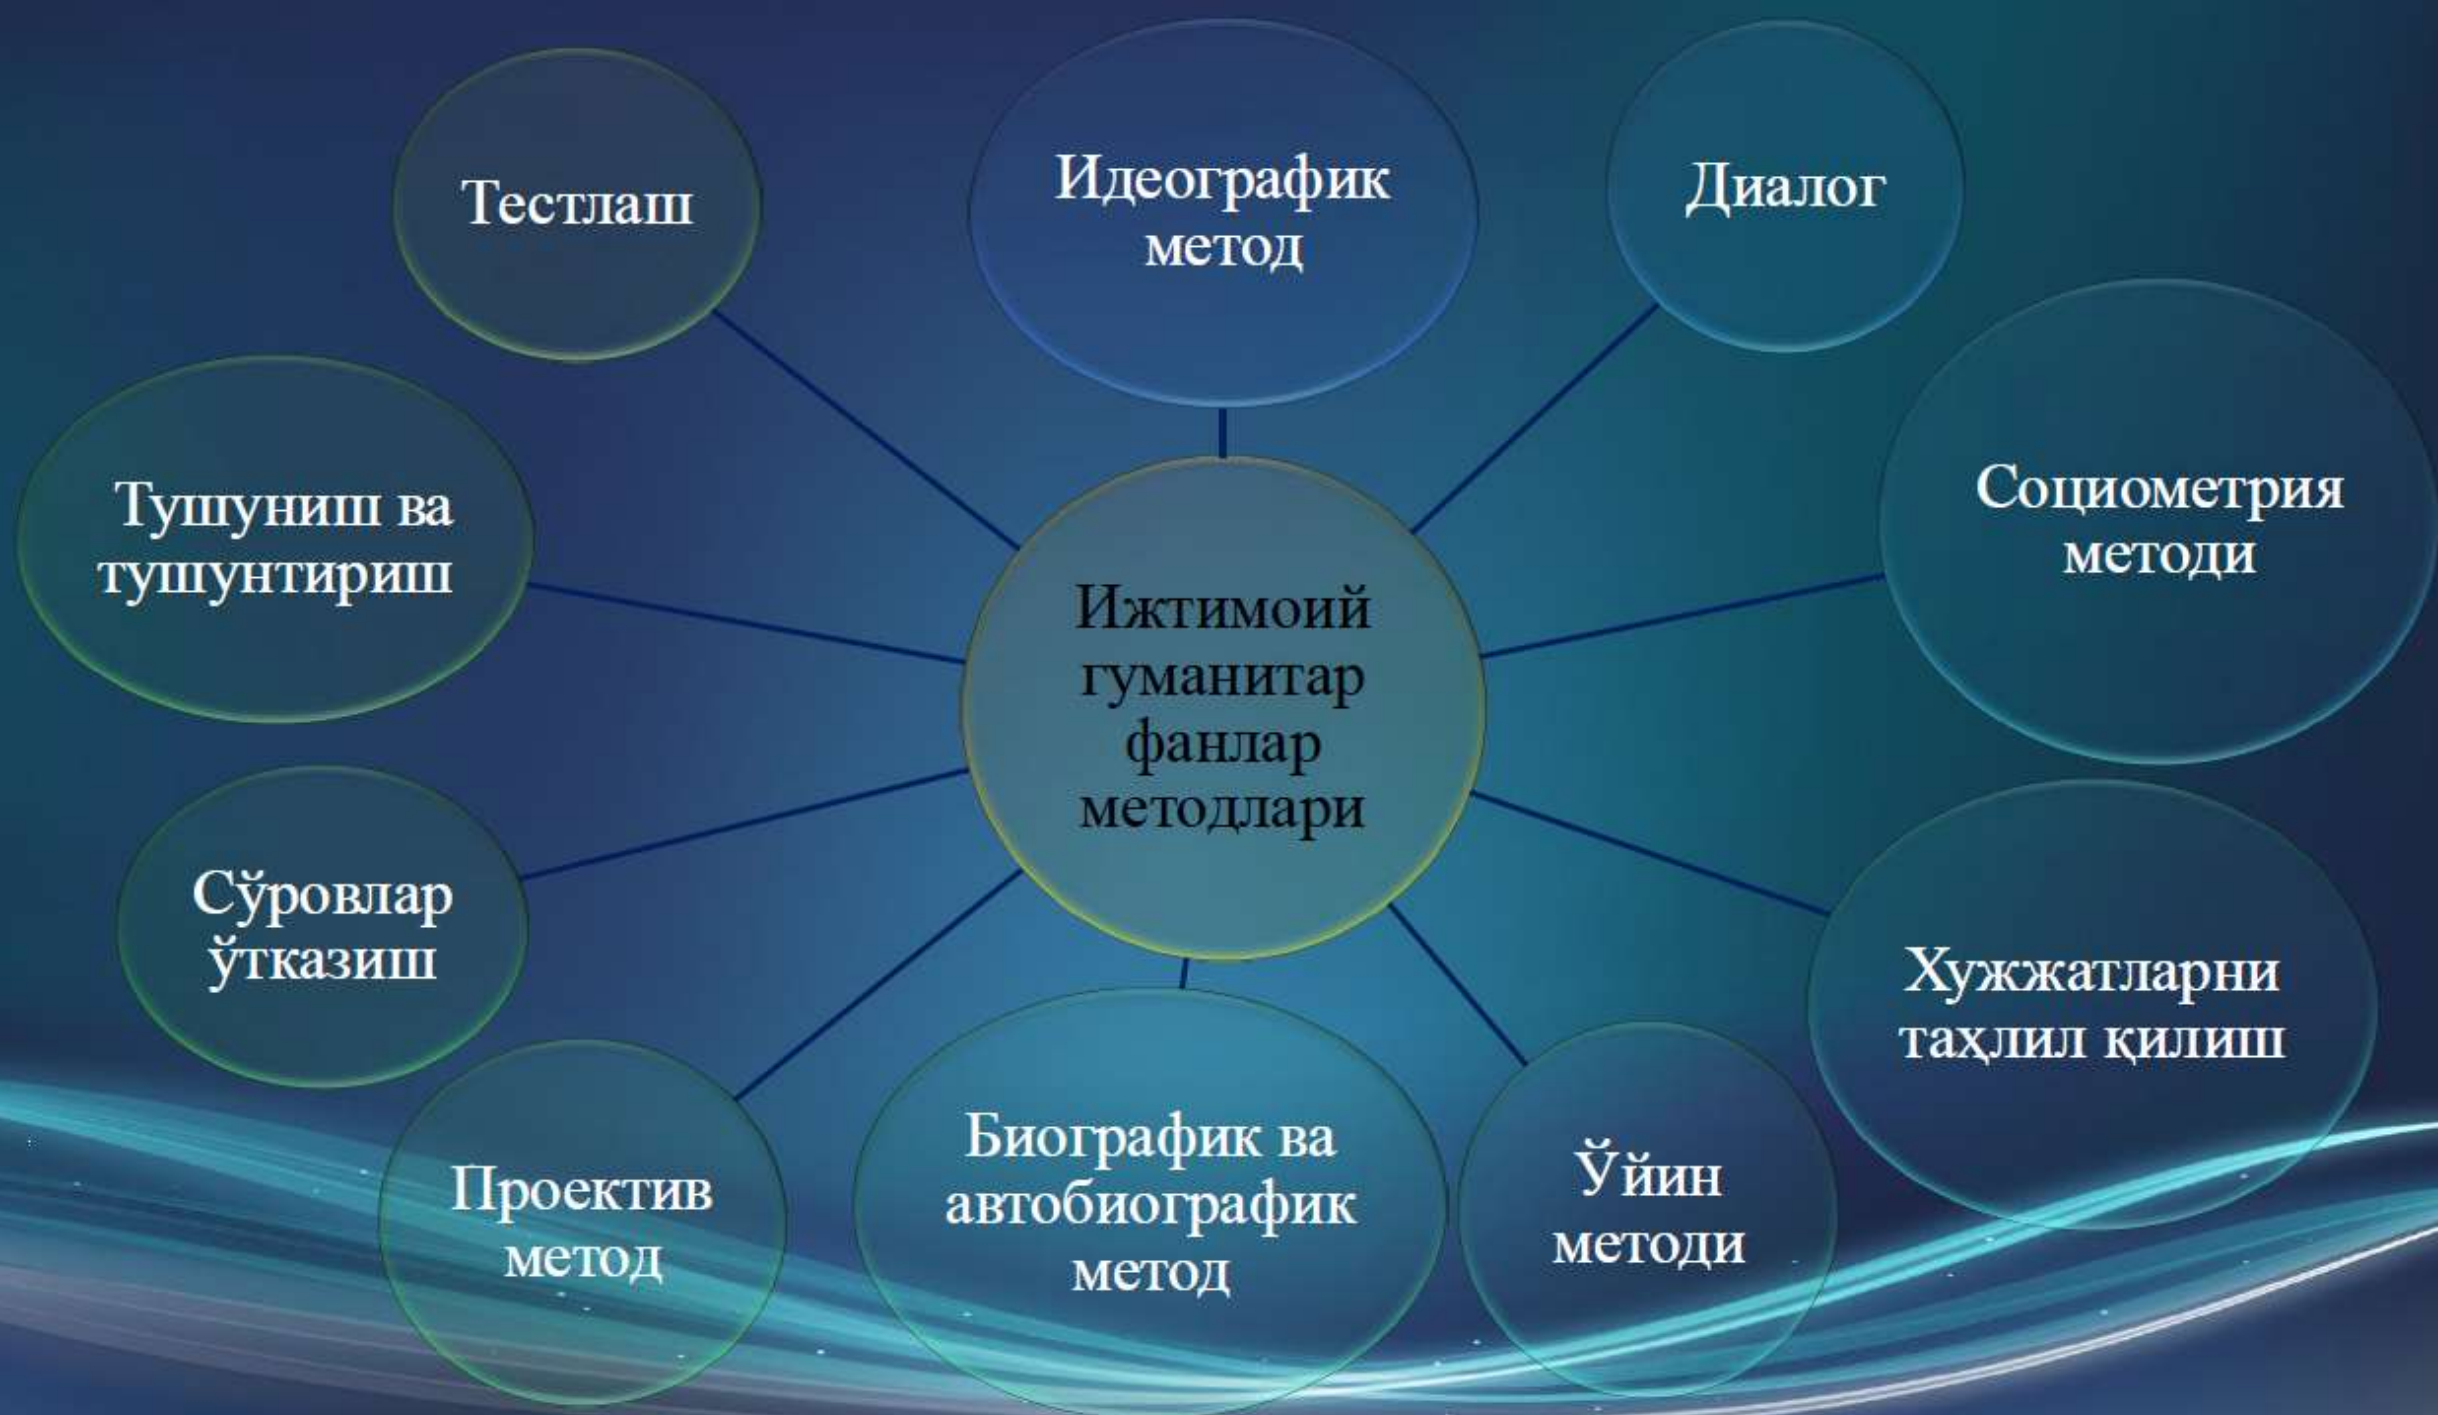 Тестлаш
Идеографик
метод
Диалог
Социометрия
методи
Тушуниш ва
тушунтириш
Ижтимоий
гуманитар
фанлар
методлари
Сўровлар
ўтказиш
Хужжатларни
таҳлил қилиш
Проектив
метод
Биографик ва
автобиографик
метод
Ўйин
методи